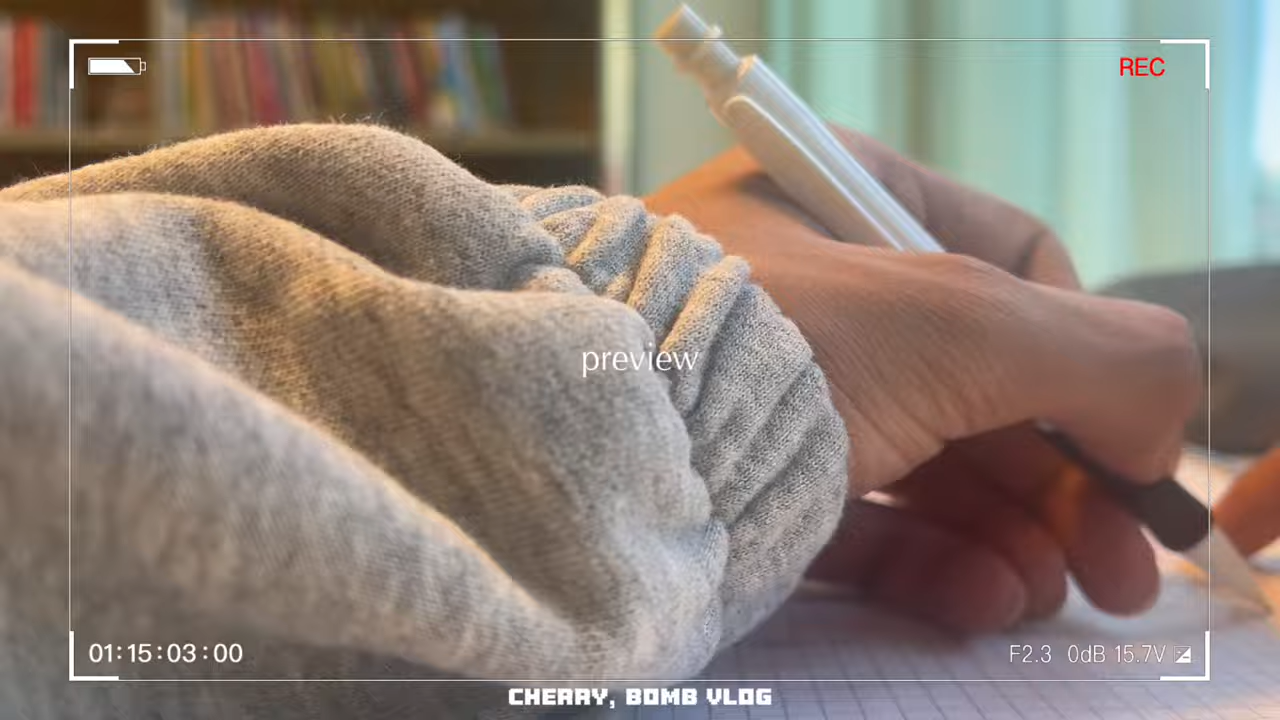 REC
preview
01:15:03:00
F2.3 0dB 15.7V
CHERRY, BOMB VLOG